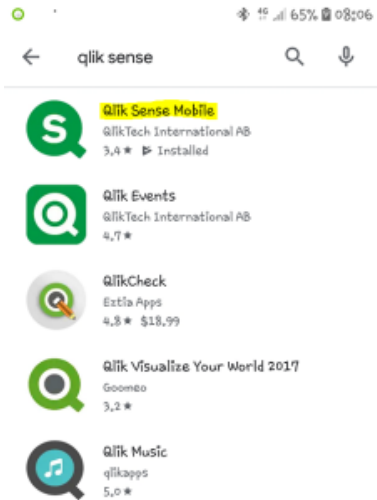 4G 65% 08:06
qlik sense
Qlik Sense Mobile
QlikTech International AB
3,4★ Installed
Qlik Events
QlikTech International AB
4,7★
QlikCheck
Extia Apps
4,8★ $18,99
Qlik Visualize Your World 2017
Goomeo
3,2★
Qlik Music
qlikapps
5,0★